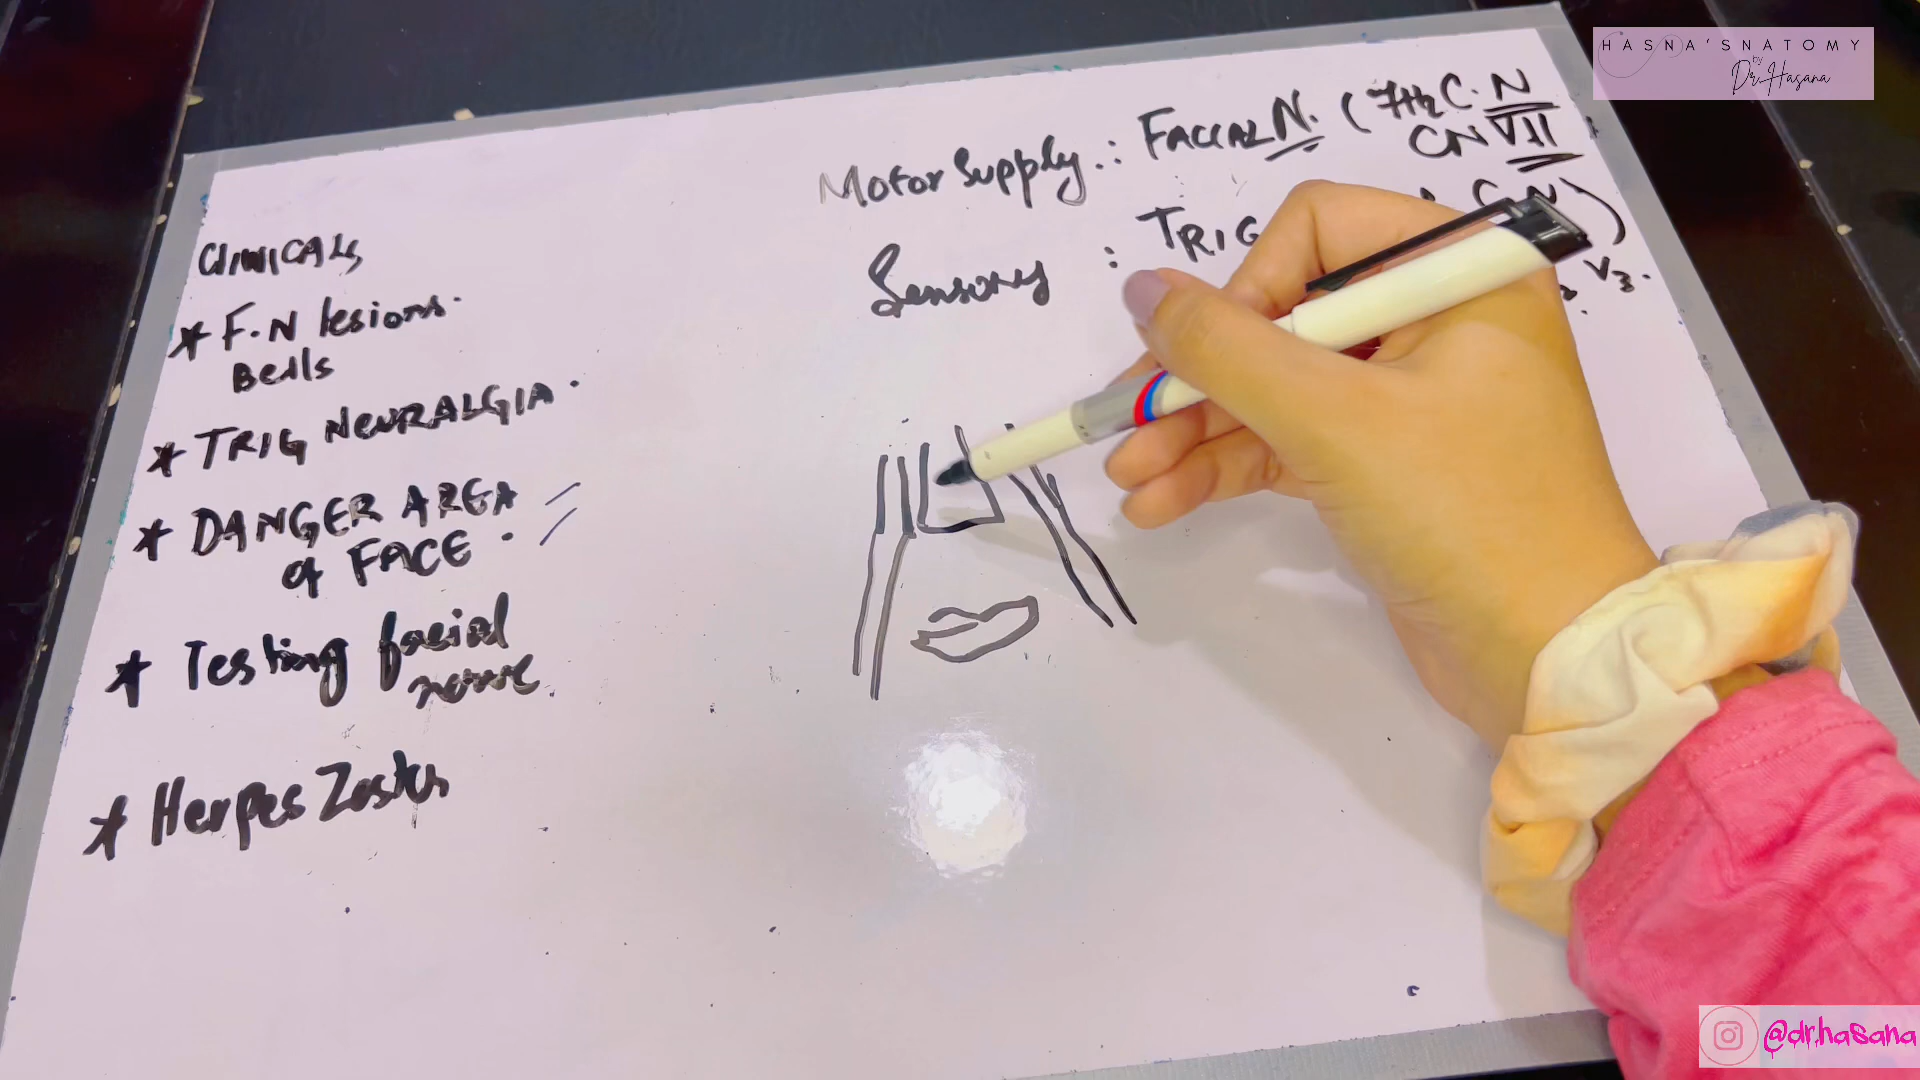 HASNA'SNATOMY
by
Dr.Hasana
Motor Supply : FACIAL N. ( 7th C.N
CN VII
Sensory : TRIG C.N )
V3.
CLINICALS
* F.N lesions.
Bells
* TRIG NEURALGIA.
* DANGER AREA
of FACE.
* Testing facial
nerve.
* Herpes Zoster
@dr.hasana